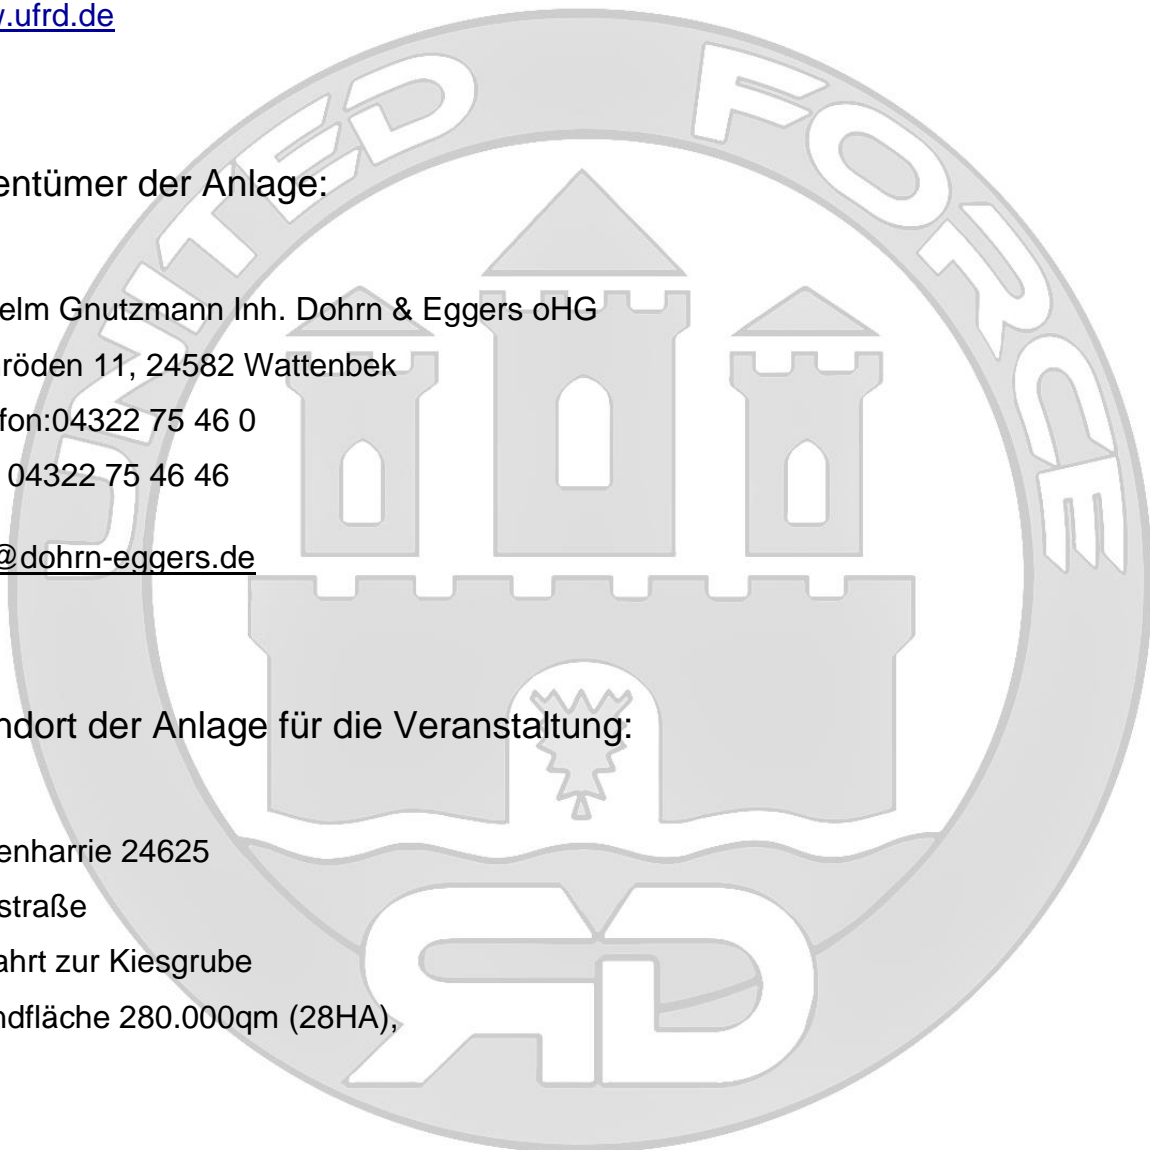 v.ufrd.de
UNITED FORCE
entümer der Anlage:
elm Gnutzmann Inh. Dohrn & Eggers oHG
röden 11, 24582 Wattenbek
fon:04322 75 46 0
04322 75 46 46
@dohrn-eggers.de
ndort der Anlage für die Veranstaltung:
enharrie 24625
straße
ahrt zur Kiesgrube
ndfläche 280.000qm (28HA),
RD